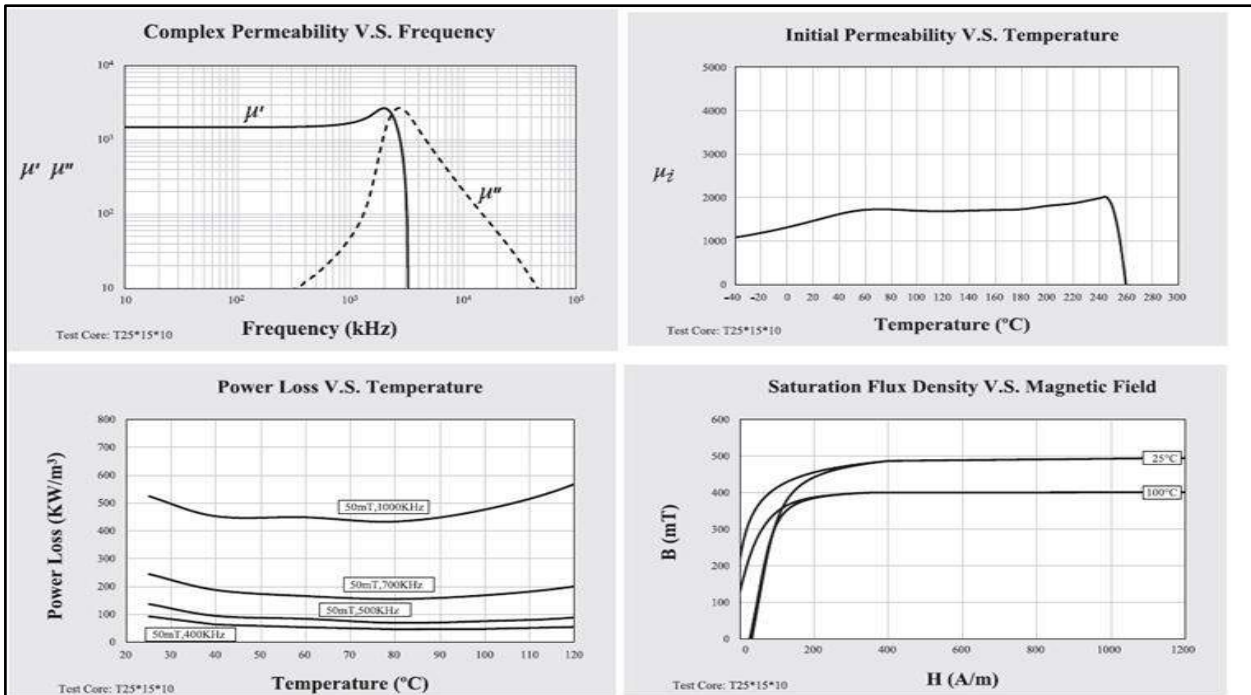 Complex Permeability V.S. Frequency
10⁴
μ'
10³
μ' μ"
μ"
10²
10
10 10² 10³ 10⁴ 10⁵
Frequency (kHz)
Test Core: T25*15*10
Initial Permeability V.S. Temperature
5000
4000
3000
μi
2000
1000
0
-40 -20 0 20 40 60 80 100 120 140 160 180 200 220 240 260 280 300
Temperature (ºC)
Test Core: T25*15*10
Power Loss V.S. Temperature
800
700
600
Power Loss (KW/m³)
500
50mT,1000KHz
400
300
200
50mT,700KHz
100
50mT,500KHz
50mT,400KHz
0
20 30 40 50 60 70 80 90 100 110 120
Temperature (ºC)
Test Core: T25*15*10
Saturation Flux Density V.S. Magnetic Field
600
500
25°C
400
100°C
B (mT)
300
200
100
0
0 200 400 600 800 1000 1200
H (A/m)
Test Core: T25*15*10